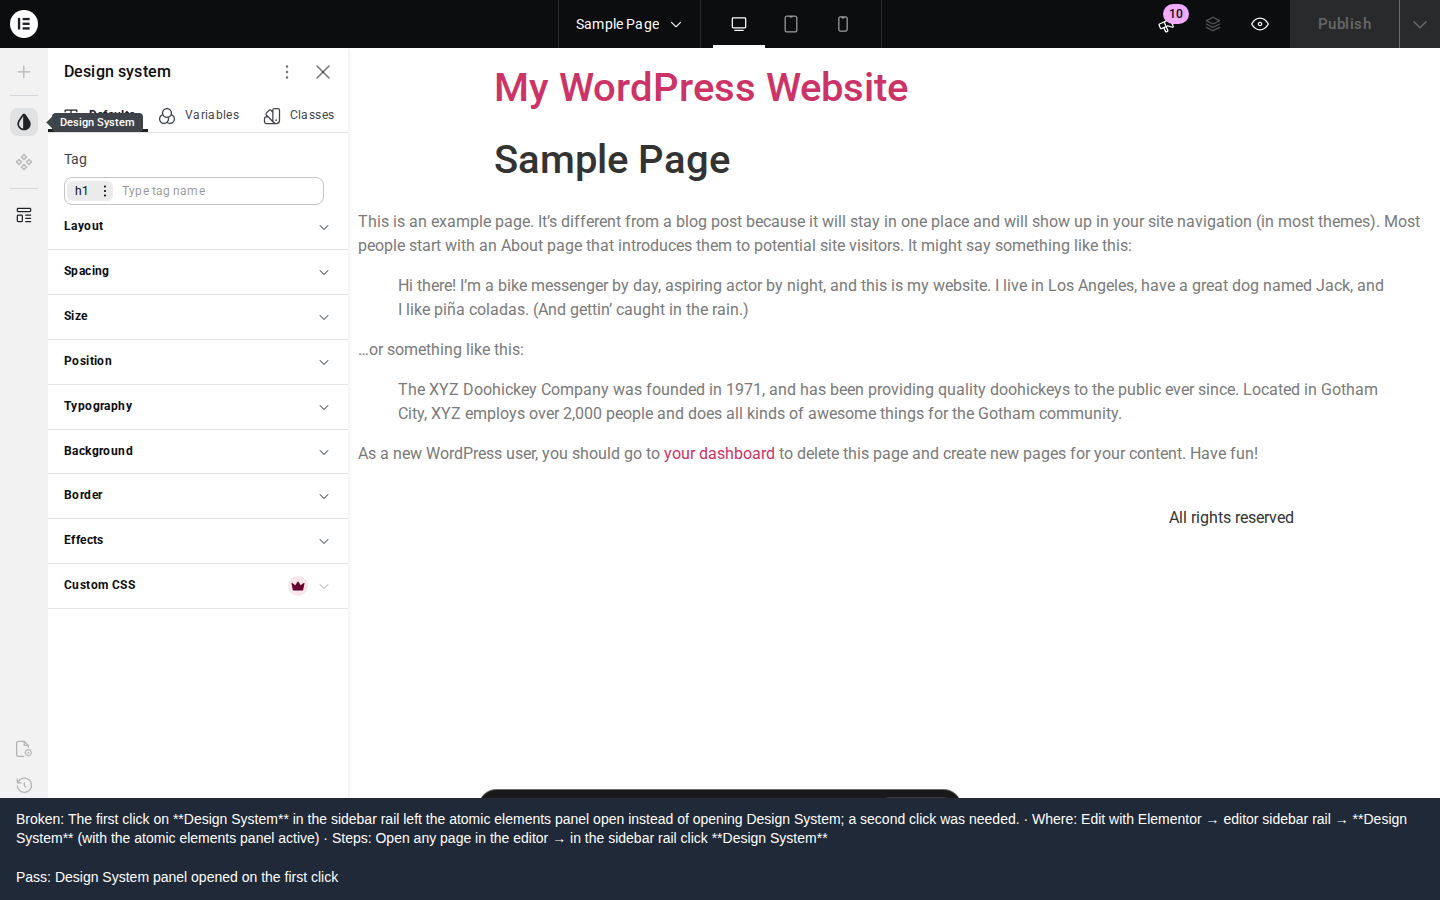 Sample Page
10
Publish
Design system
Defaults
Variables
Classes
Design System
Tag
h1
Type tag name
Layout
Spacing
Size
Position
Typography
Background
Border
Effects
Custom CSS
My WordPress Website
Sample Page
This is an example page. It’s different from a blog post because it will stay in one place and will show up in your site navigation (in most themes). Most
people start with an About page that introduces them to potential site visitors. It might say something like this:
Hi there! I’m a bike messenger by day, aspiring actor by night, and this is my website. I live in Los Angeles, have a great dog named Jack, and
I like piña coladas. (And gettin’ caught in the rain.)
…or something like this:
The XYZ Doohickey Company was founded in 1971, and has been providing quality doohickeys to the public ever since. Located in Gotham
City, XYZ employs over 2,000 people and does all kinds of awesome things for the Gotham community.
As a new WordPress user, you should go to your dashboard to delete this page and create new pages for your content. Have fun!
All rights reserved
Broken: The first click on **Design System** in the sidebar rail left the atomic elements panel open instead of opening Design System; a second click was needed. · Where: Edit with Elementor → editor sidebar rail → **Design
System** (with the atomic elements panel active) · Steps: Open any page in the editor → in the sidebar rail click **Design System**
Pass: Design System panel opened on the first click